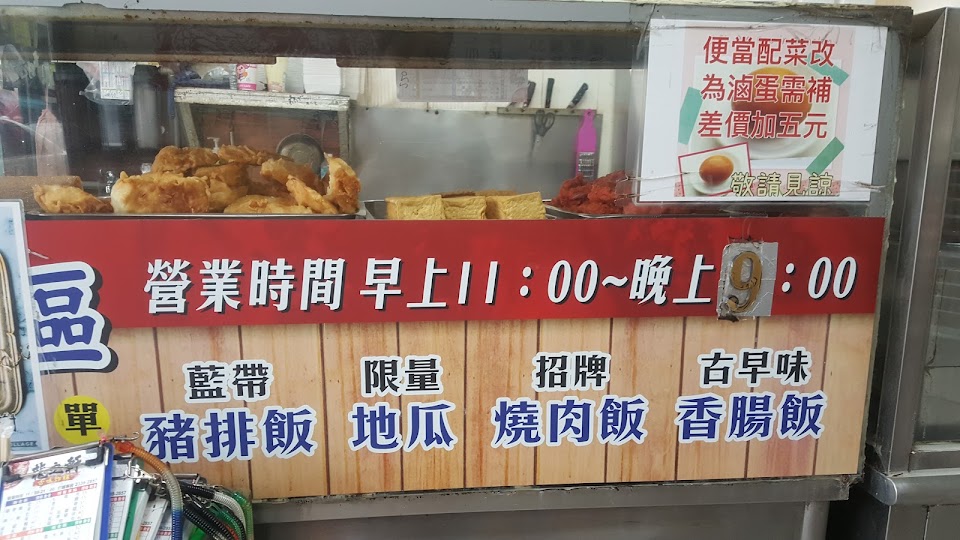 便當配菜改
為滷蛋需補
差價加五元
敬請見諒
營業時間 早上11:00~晚上9:00
區
單
藍帶
豬排飯
限量
地瓜
招牌
燒肉飯
古早味
香腸飯